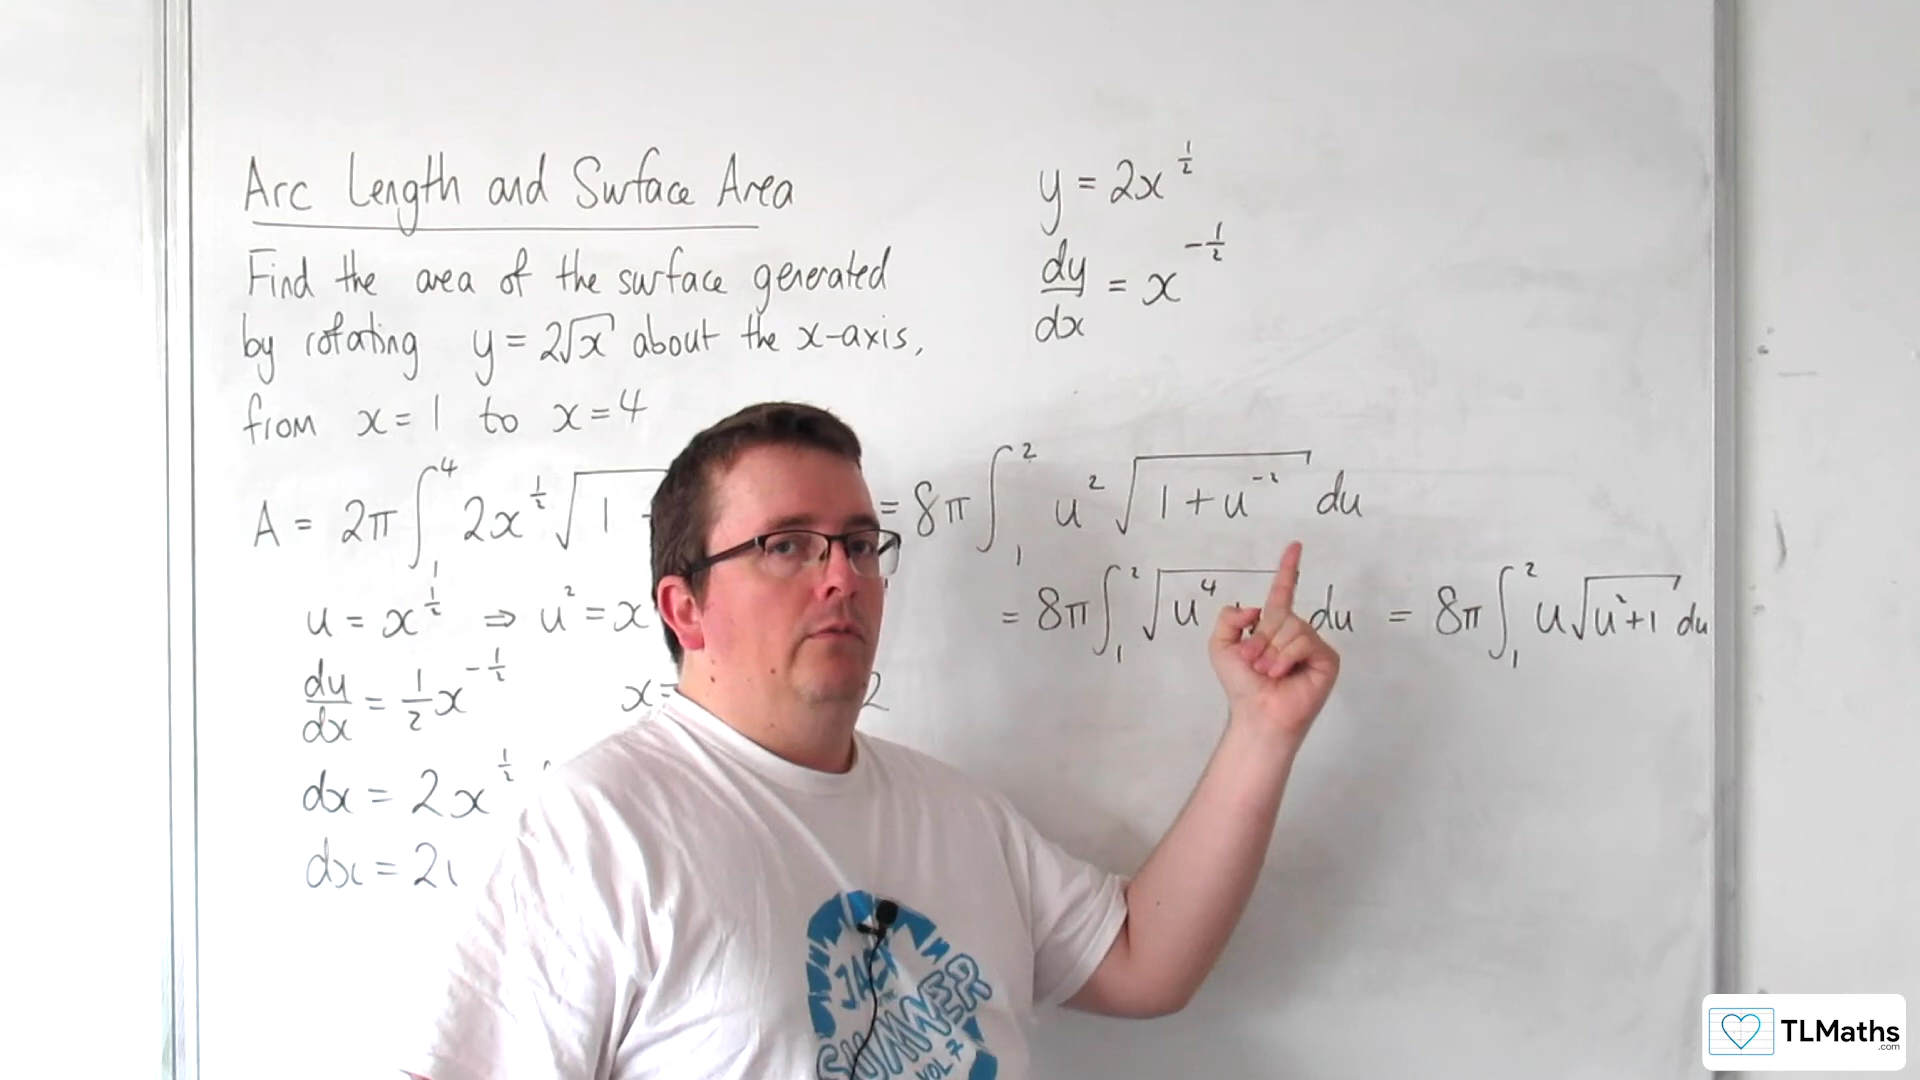 Arc Length and Surface Area
Find the area of the surface generated
by rotating y = 2√x about the x-axis,
from x = 1 to x = 4
A = 2π ∫₁⁴ 2x^½ √1
u = x^½ ⇒ u² = x
du/dx = ½x^-½
x = 2
dx = 2x^½
dx = 2
y = 2x^½
dy/dx = x^-½
= 8π ∫₁² u² √(1 + u⁻²) du
= 8π ∫₁² √(u⁴ + du = 8π ∫₁² u√(u²+1) du
SUMMER
VOL
TLMaths
.com